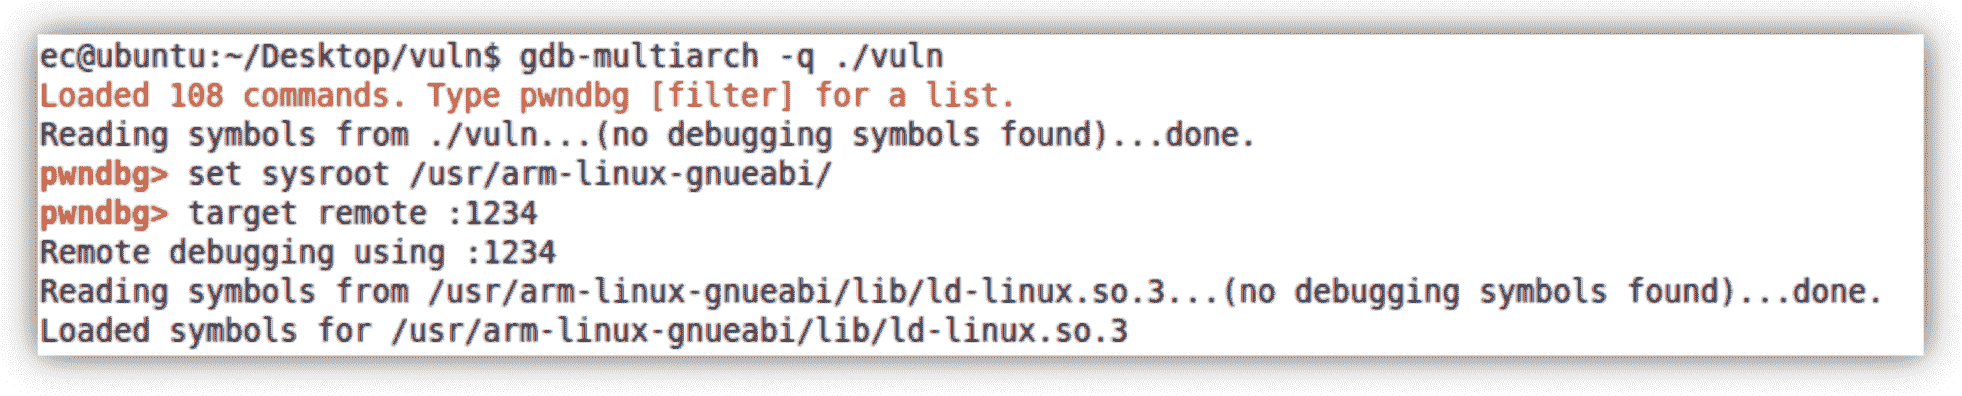 ec@ubuntu:~/Desktop/vuln$ gdb-multiarch -q ./vuln
Loaded 108 commands. Type pwndbg [filter] for a list.
Reading symbols from ./vuln...(no debugging symbols found)...done.
pwndbg> set sysroot /usr/arm-linux-gnueabi/
pwndbg> target remote :1234
Remote debugging using :1234
Reading symbols from /usr/arm-linux-gnueabi/lib/ld-linux.so.3...(no debugging symbols found)...done.
Loaded symbols for /usr/arm-linux-gnueabi/lib/ld-linux.so.3